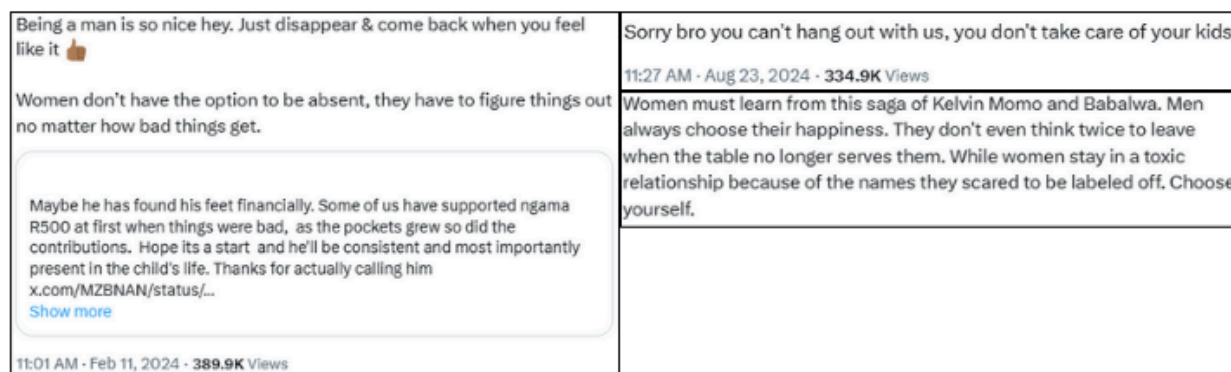 Being a man is so nice hey. Just disappear & come back when you feel
like it 👍🏾
Women don't have the option to be absent, they have to figure things out
no matter how bad things get.
Maybe he has found his feet financially. Some of us have supported ngama
R500 at first when things were bad, as the pockets grew so did the
contributions. Hope its a start and he'll be consistent and most importantly
present in the child's life. Thanks for actually calling him
x.com/MZBNAN/status/...
Show more
11:01 AM · Feb 11, 2024 · 389.9K Views
Sorry bro you can't hang out with us, you don't take care of your kids
11:27 AM · Aug 23, 2024 · 334.9K Views
Women must learn from this saga of Kelvin Momo and Babalwa. Men
always choose their happiness. They don't even think twice to leave
when the table no longer serves them. While women stay in a toxic
relationship because of the names they scared to be labeled off. Choose
yourself.